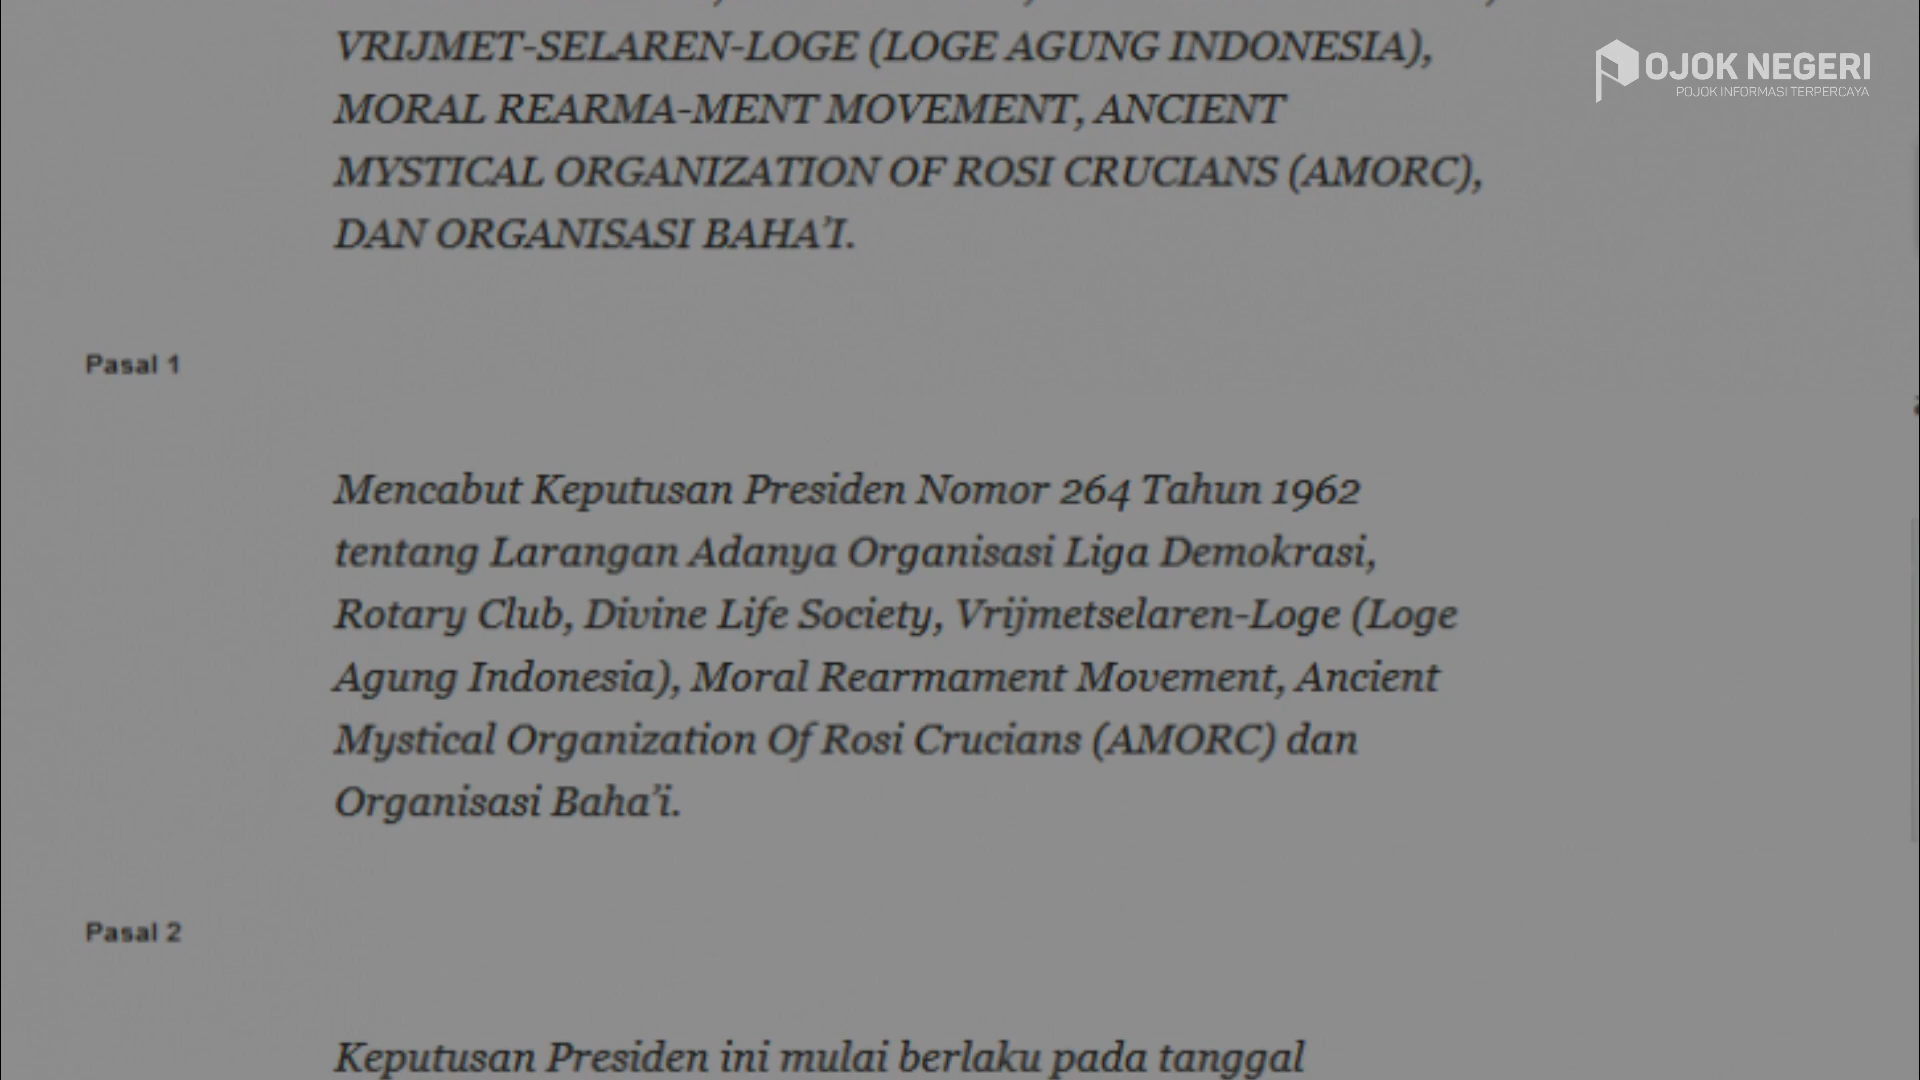 VRIJMET-SELAREN-LOGE (LOGE AGUNG INDONESIA),
MORAL REARMA-MENT MOVEMENT, ANCIENT
MYSTICAL ORGANIZATION OF ROSI CRUCIANS (AMORC),
DAN ORGANISASI BAHA’I.
OJOK NEGERI
POJOK INFORMASI TERPERCAYA
Pasal 1
Mencabut Keputusan Presiden Nomor 264 Tahun 1962
tentang Larangan Adanya Organisasi Liga Demokrasi,
Rotary Club, Divine Life Society, Vrijmetselaren-Loge (Loge
Agung Indonesia), Moral Rearmament Movement, Ancient
Mystical Organization Of Rosi Crucians (AMORC) dan
Organisasi Baha’i.
Pasal 2
Keputusan Presiden ini mulai berlaku pada tanggal